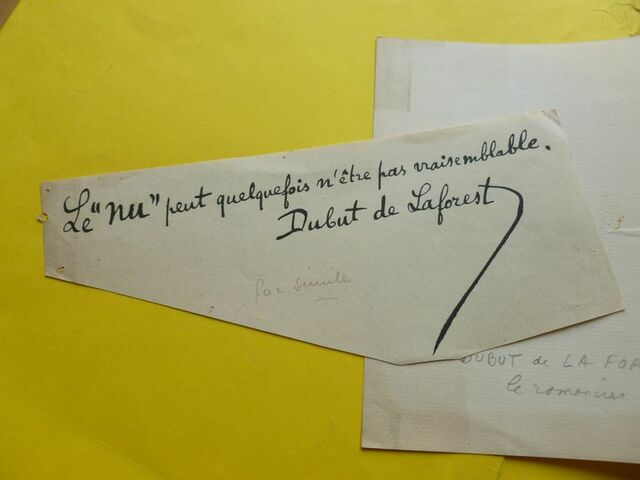 Le "nu" peut quelquefois n'être pas vraisemblable.
Dubut de Laforest
fac simile
DUBUT de LA FOR
le romancier